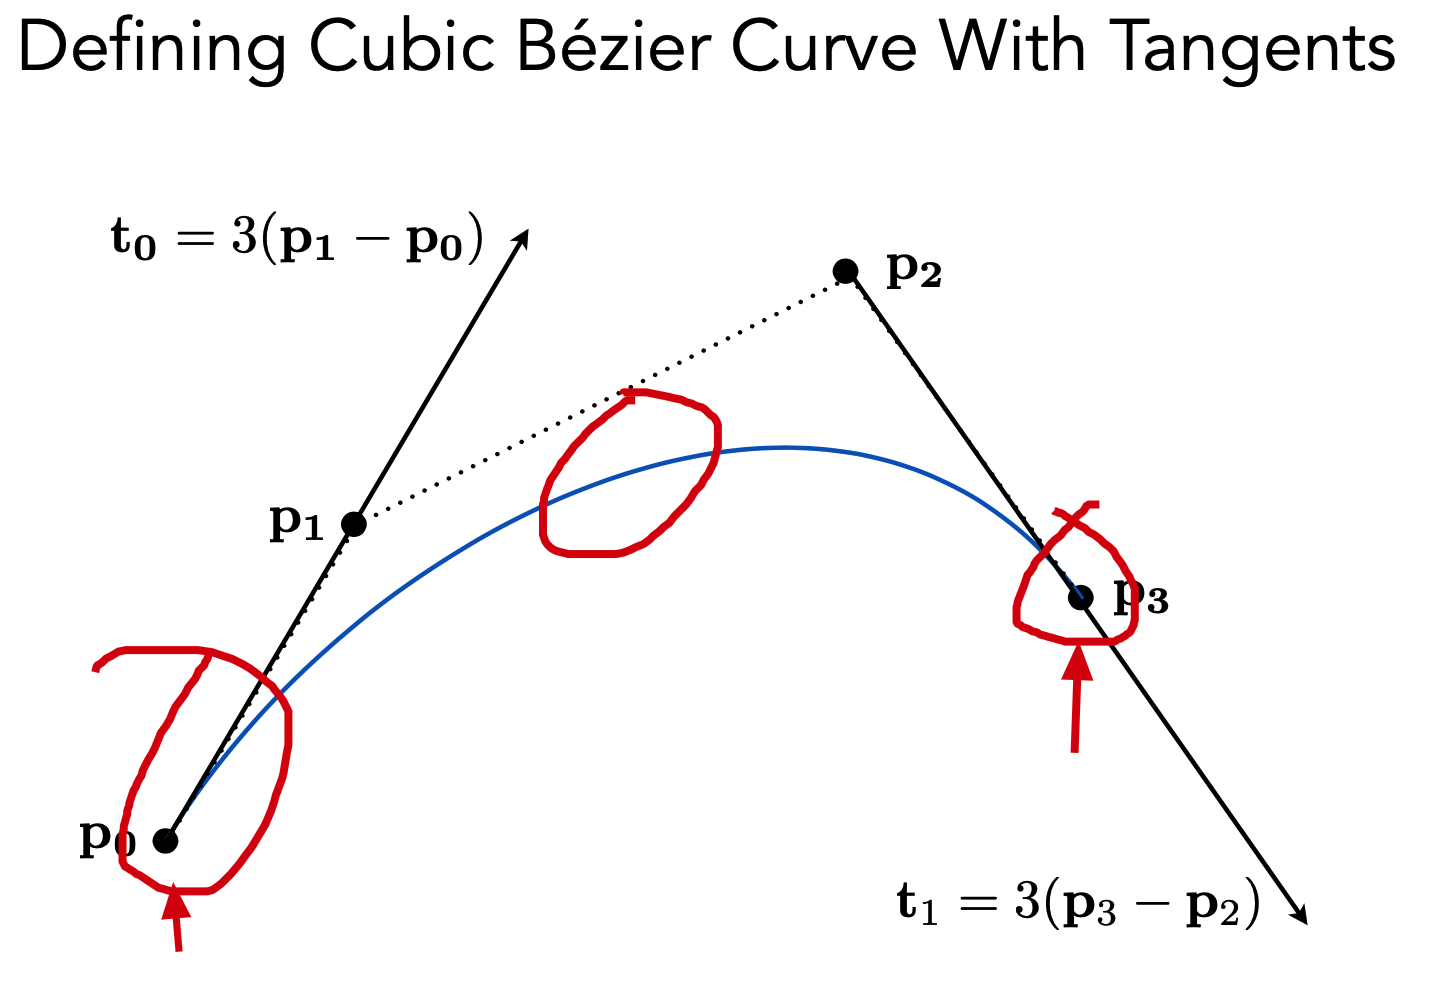 Defining Cubic Bézier Curve With Tangents
t₀ = 3(p₁ − p₀)
p₂
p₁
p₃
p₀
t₁ = 3(p₃ − p₂)